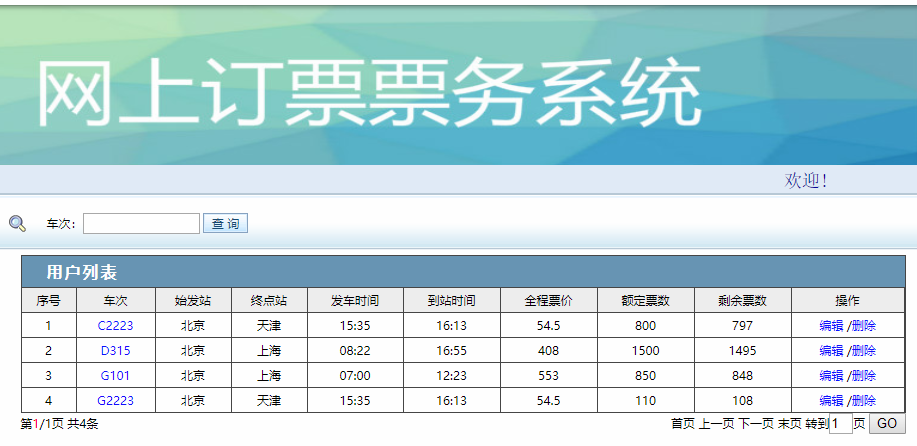 网上订票票务系统
欢迎!
车次: 查 询
用户列表
序号 车次 始发站 终点站 发车时间 到站时间 全程票价 额定票数 剩余票数 操作
1 C2223 北京 天津 15:35 16:13 54.5 800 797 编辑 /删除
2 D315 北京 上海 08:22 16:55 408 1500 1495 编辑 /删除
3 G101 北京 上海 07:00 12:23 553 850 848 编辑 /删除
4 G2223 北京 天津 15:35 16:13 54.5 110 108 编辑 /删除
第1/1页 共4条 首页 上一页 下一页 末页 转到1页 GO